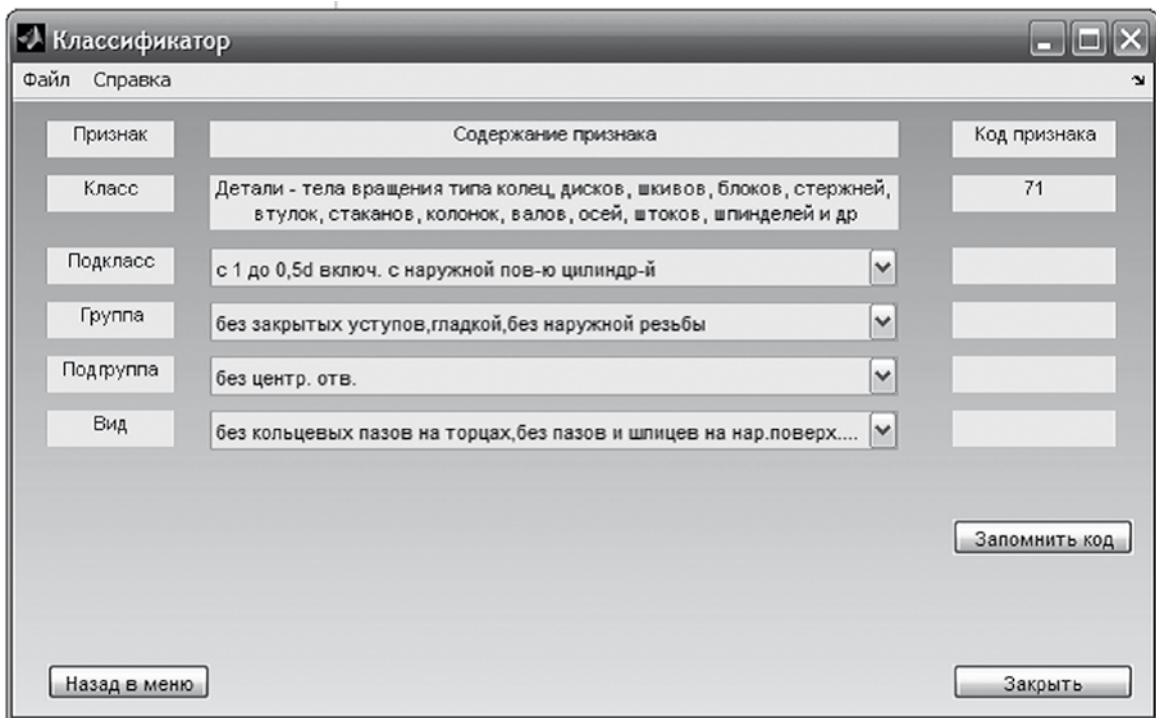 Классификатор
Файл Справка
Признак Содержание признака Код признака
Класс Детали - тела вращения типа колец, дисков, шкивов, блоков, стержней, 71
втулок, стаканов, колонок, валов, осей, штоков, шпинделей и др
Подкласс с 1 до 0,5d включ. с наружной пов-ю цилиндр-й
Группа без закрытых уступов,гладкой,без наружной резьбы
Подгруппа без центр. отв.
Вид без кольцевых пазов на торцах,без пазов и шлицев на нар.поверх....
Запомнить код
Назад в меню Закрыть